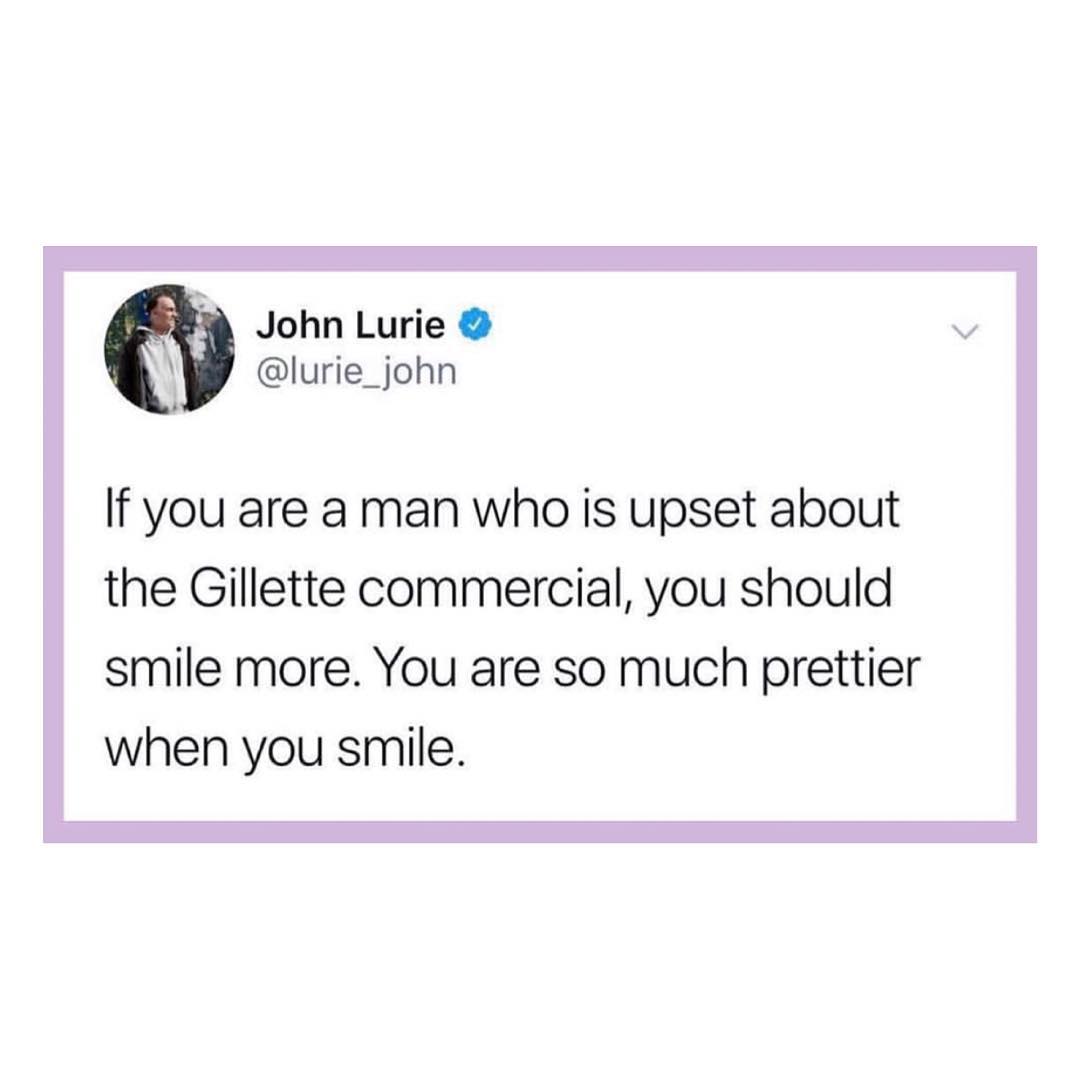 John Lurie
@lurie_john
If you are a man who is upset about
the Gillette commercial, you should
smile more. You are so much prettier
when you smile.